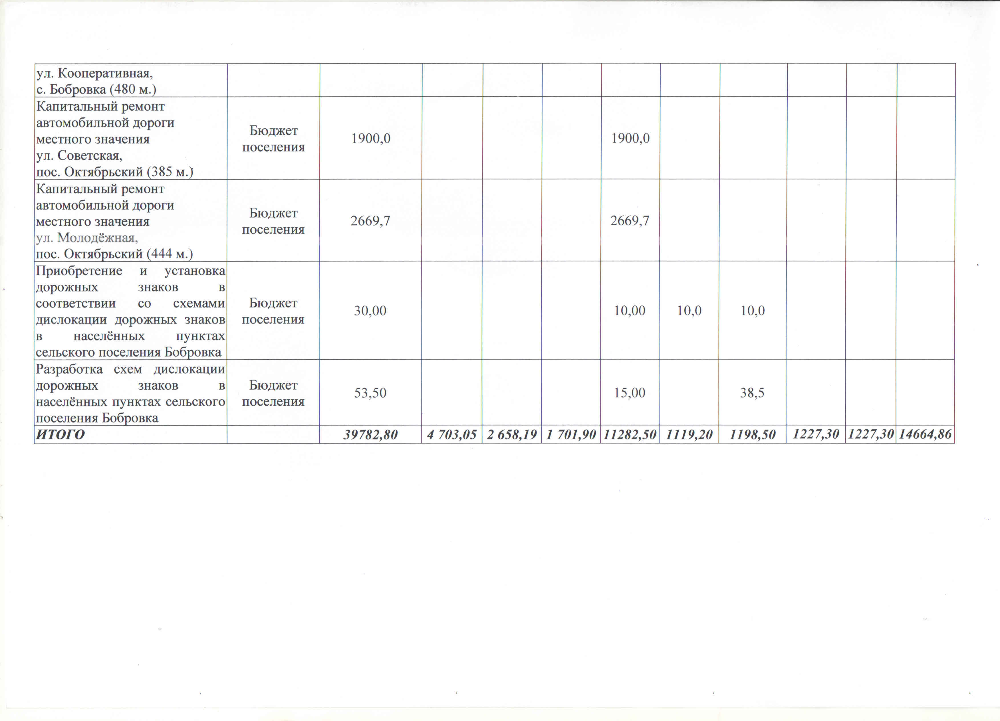 ул. Кооперативная,
с. Бобровка (480 м.)
Капитальный ремонт
автомобильной дороги
местного значения
ул. Советская,
пос. Октябрьский (385 м.)
Бюджет
поселения
1900,0
1900,0
Капитальный ремонт
автомобильной дороги
местного значения
ул. Молодёжная,
пос. Октябрьский (444 м.)
Бюджет
поселения
2669,7
2669,7
Приобретение и установка
дорожных знаков в
соответствии со схемами
дислокации дорожных знаков
в населённых пунктах
сельского поселения Бобровка
Бюджет
поселения
30,00
10,00
10,0
10,0
Разработка схем дислокации
дорожных знаков в
населённых пунктах сельского
поселения Бобровка
Бюджет
поселения
53,50
15,00
38,5
ИТОГО 39782,80 4 703,05 2 658,19 1 701,90 11282,50 1119,20 1198,50 1227,30 1227,30 14664,86